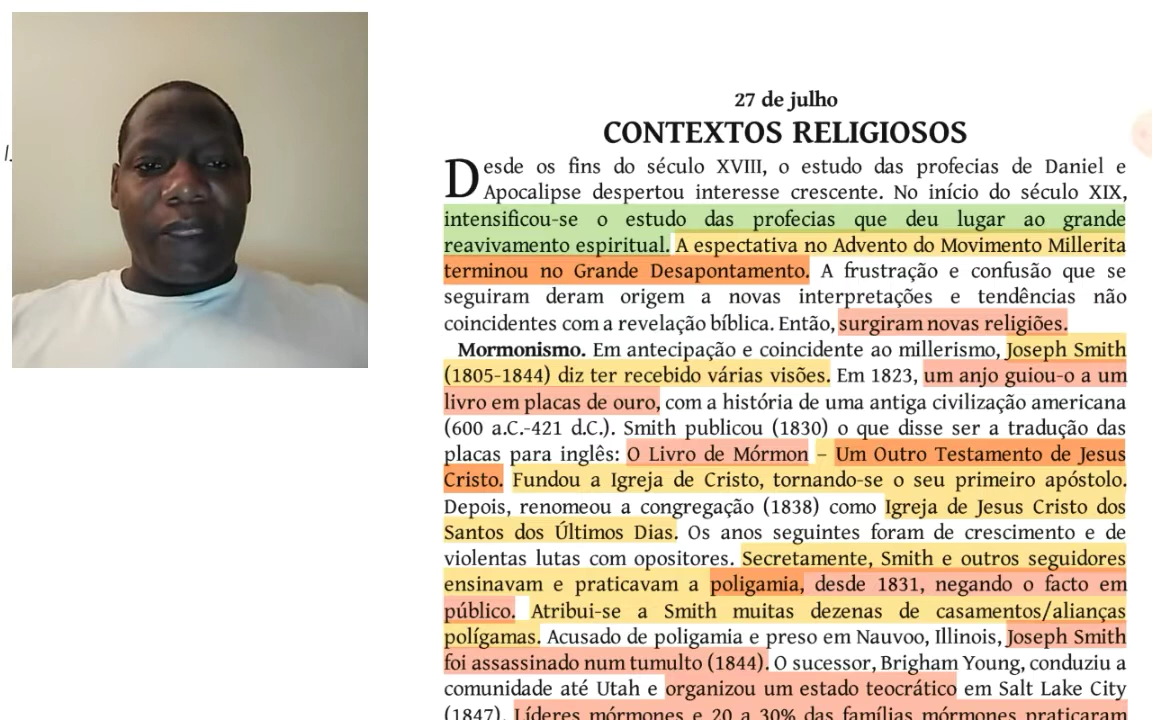 27 de julho
CONTEXTOS RELIGIOSOS
Desde os fins do século XVIII, o estudo das profecias de Daniel e
Apocalipse despertou interesse crescente. No início do século XIX,
intensificou-se o estudo das profecias que deu lugar ao grande
reavivamento espiritual. A espectativa no Advento do Movimento Millerita
terminou no Grande Desapontamento. A frustração e confusão que se
seguiram deram origem a novas interpretações e tendências não
coincidentes com a revelação bíblica. Então, surgiram novas religiões.
Mormonismo. Em antecipação e coincidente ao millerismo, Joseph Smith
(1805-1844) diz ter recebido várias visões. Em 1823, um anjo guiou-o a um
livro em placas de ouro, com a história de uma antiga civilização americana
(600 a.C.-421 d.C.). Smith publicou (1830) o que disse ser a tradução das
placas para inglês: O Livro de Mórmon – Um Outro Testamento de Jesus
Cristo. Fundou a Igreja de Cristo, tornando-se o seu primeiro apóstolo.
Depois, renomeou a congregação (1838) como Igreja de Jesus Cristo dos
Santos dos Últimos Dias. Os anos seguintes foram de crescimento e de
violentas lutas com opositores. Secretamente, Smith e outros seguidores
ensinavam e praticavam a poligamia, desde 1831, negando o facto em
público. Atribui-se a Smith muitas dezenas de casamentos/alianças
polígamas. Acusado de poligamia e preso em Nauvoo, Illinois, Joseph Smith
foi assassinado num tumulto (1844). O sucessor, Brigham Young, conduziu a
comunidade até Utah e organizou um estado teocrático em Salt Lake City
(1847). Líderes mórmones e 20 a 30% das famílias mórmones praticaram